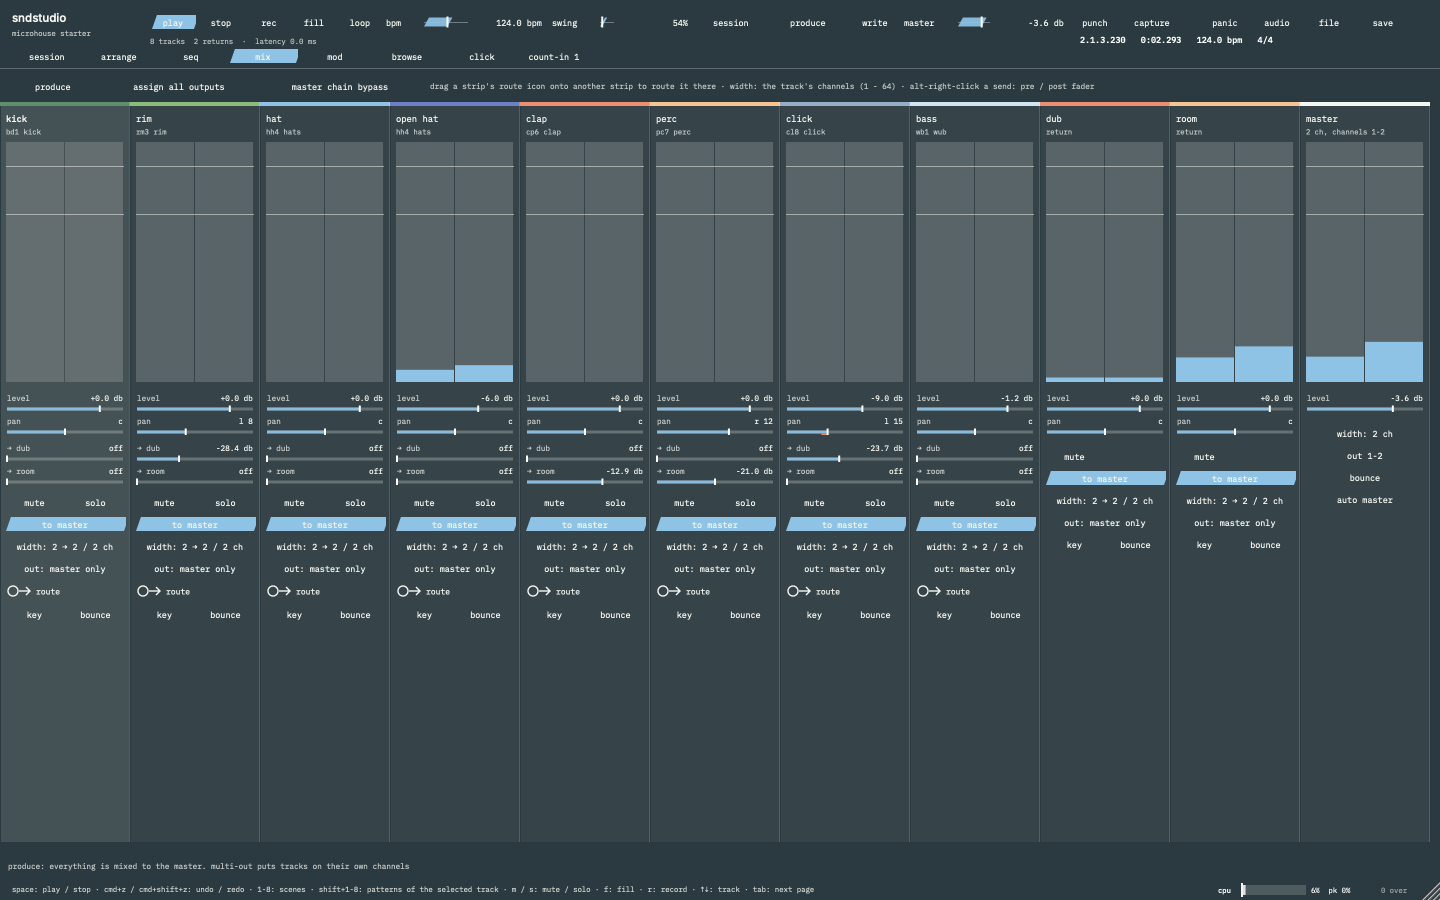 sndstudio
microhouse starter
play stop rec fill loop bpm 124.0 bpm swing 54% session produce write master -3.6 db punch capture panic audio file save
8 tracks 2 returns - latency 0.0 ms
2.1.3.230 0:02.293 124.0 bpm 4/4
session arrange seq mix mod browse click count-in 1
produce assign all outputs master chain bypass drag a strip's route icon onto another strip to route it there · width: the track's channels (1 - 64) · alt-right-click a send: pre / post fader
kick rim hat open hat clap perc click bass dub room master
bd1 kick rm3 rim hh4 hats hh4 hats cp6 clap pc7 perc cl8 click wb1 wub return return 2 ch, channels 1-2
level +0.0 db level +0.0 db level +0.0 db level -6.0 db level +0.0 db level +0.0 db level -9.0 db level -1.2 db level +0.0 db level +0.0 db level -3.6 db
pan c pan l 8 pan c pan c pan c pan r 12 pan l 15 pan c pan c pan c
width: 2 ch
→ dub off → dub -28.4 db → dub off → dub off → dub off → dub off → dub -23.7 db → dub off
mute mute out 1-2
→ room off → room off → room off → room off → room -12.9 db → room -21.0 db → room off → room off
to master to master bounce
mute solo mute solo mute solo mute solo mute solo mute solo mute solo mute solo width: 2 → 2 / 2 ch width: 2 → 2 / 2 ch auto master
to master to master to master to master to master to master to master to master out: master only out: master only
width: 2 → 2 / 2 ch width: 2 → 2 / 2 ch width: 2 → 2 / 2 ch width: 2 → 2 / 2 ch width: 2 → 2 / 2 ch width: 2 → 2 / 2 ch width: 2 → 2 / 2 ch width: 2 → 2 / 2 ch key bounce key bounce
out: master only out: master only out: master only out: master only out: master only out: master only out: master only out: master only
route route route route route route route route
key bounce key bounce key bounce key bounce key bounce key bounce key bounce key bounce
produce: everything is mixed to the master. multi-out puts tracks on their own channels
space: play / stop · cmd+z / cmd+shift+z: undo / redo · 1-8: scenes · shift+1-8: patterns of the selected track · m / s: mute / solo · f: fill · r: record · ↑↓: track · tab: next page
cpu 6% pk 0% 0 over